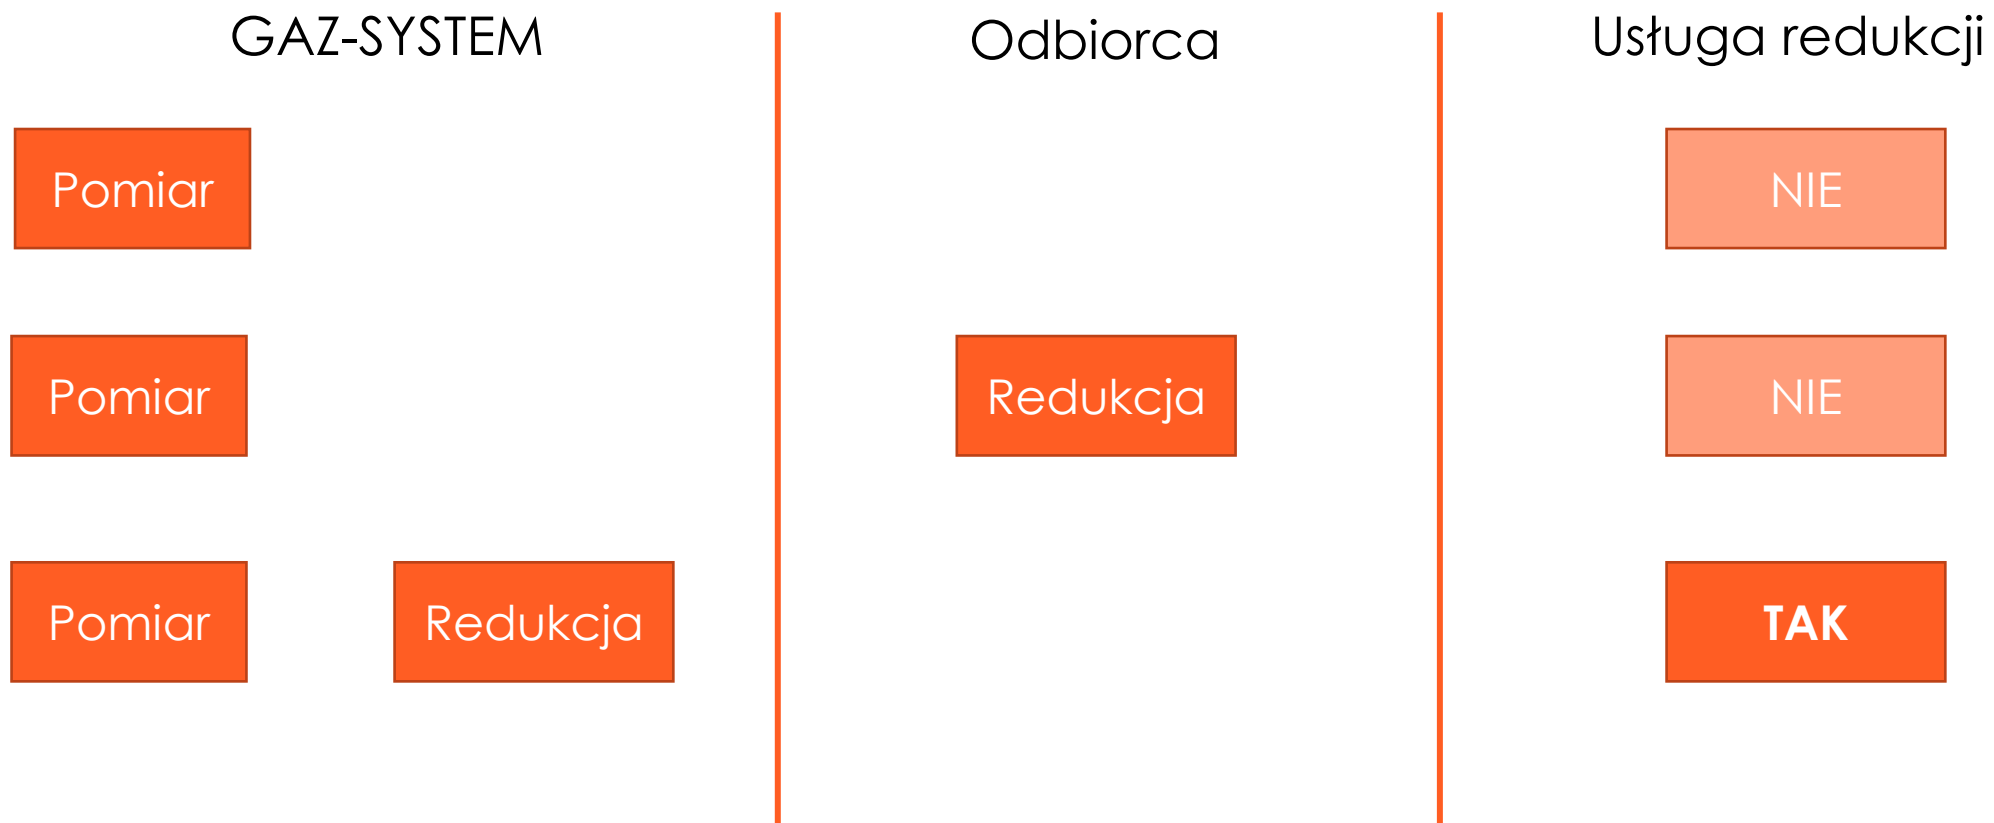 GAZ-SYSTEM
Odbiorca
Usługa redukcji
Pomiar
NIE
Pomiar
Redukcja
NIE
Pomiar
Redukcja
TAK